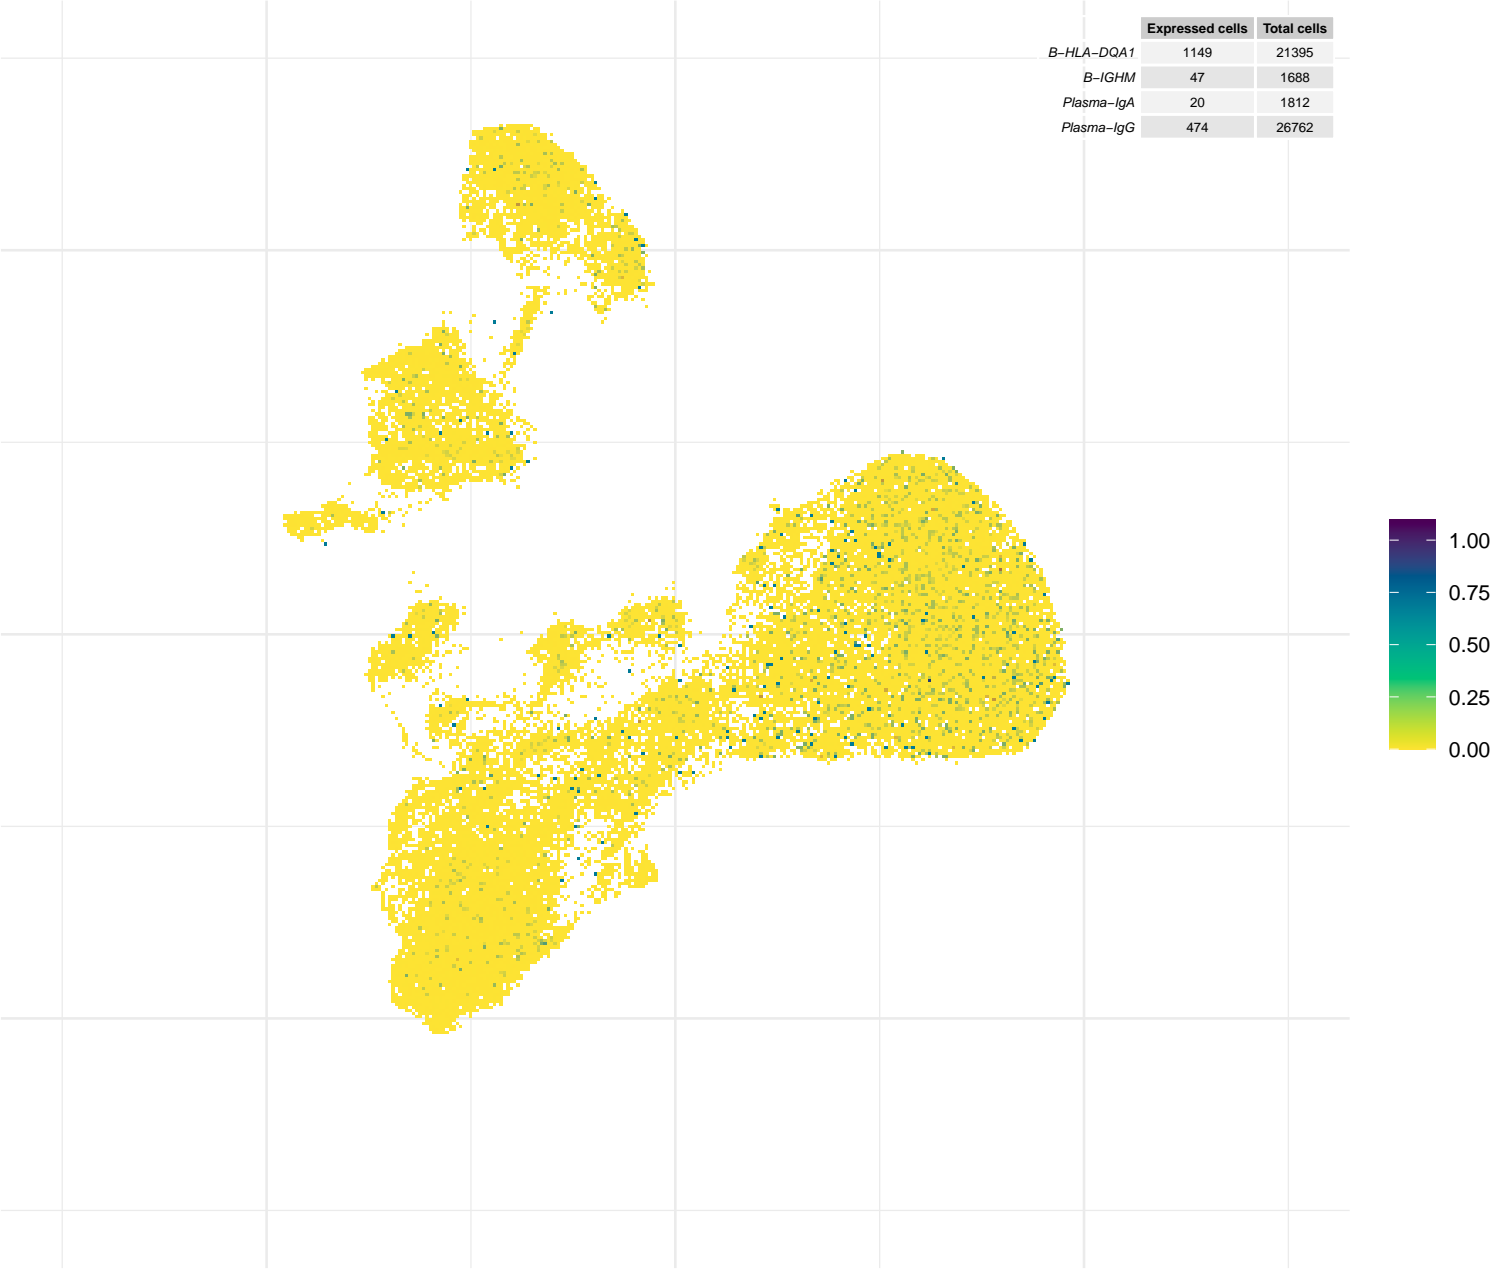 Expressed cells Total cells
B−HLA−DQA1 1149 21395
B−IGHM 47 1688
Plasma−IgA 20 1812
Plasma−IgG 474 26762
1.00
0.75
0.50
0.25
0.00